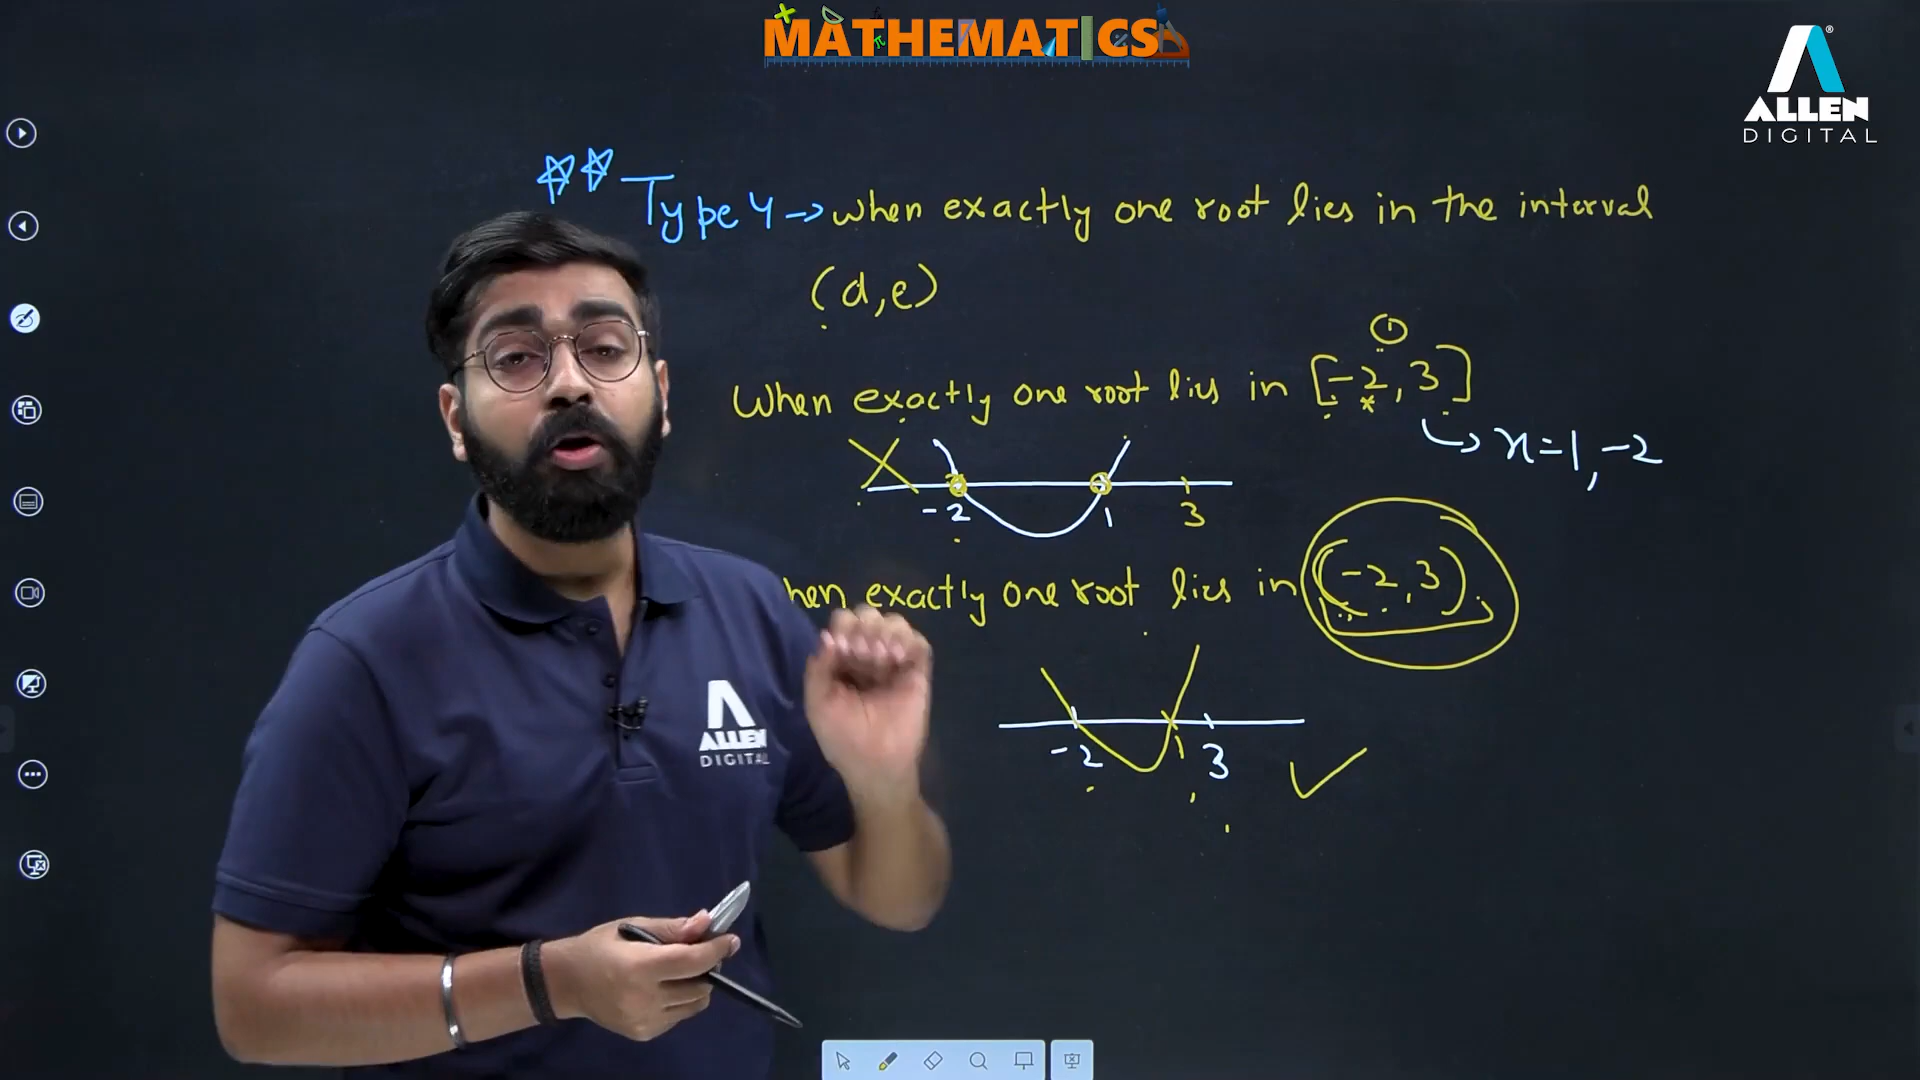 MATHEMATICS
ALLEN
DIGITAL
Type 4 → when exactly one root lies in the interval
(d,e)
1
When exactly one root lies in [-2, 3]
→ x=1, -2
-2 1 3
hen exactly one root lies in (-2, 3)
-2 1 3
ALLEN
DIGITAL